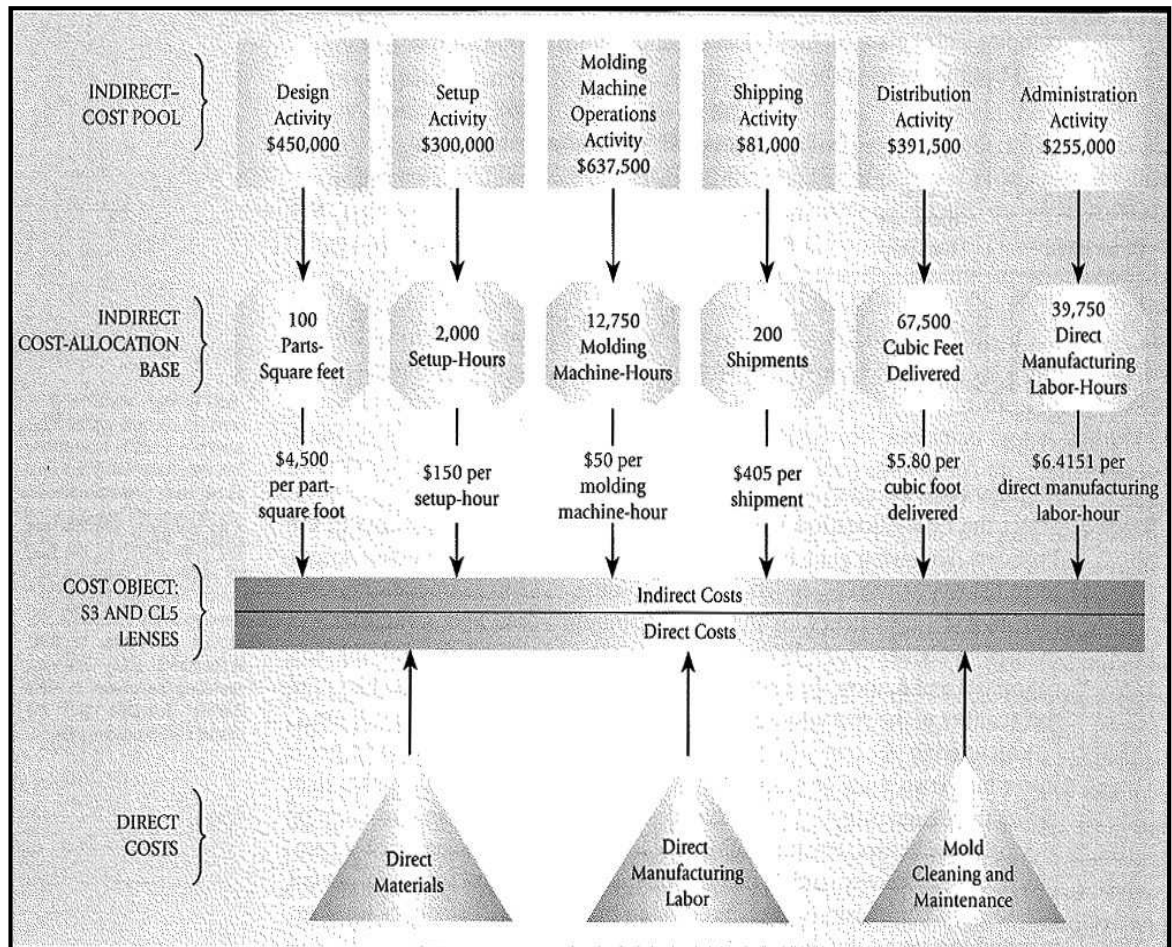 INDIRECT–
COST POOL
Design
Activity
$450,000
Setup
Activity
$300,000
Molding
Machine
Operations
Activity
$637,500
Shipping
Activity
$81,000
Distribution
Activity
$391,500
Administration
Activity
$255,000
INDIRECT
COST-ALLOCATION
BASE
100
Parts-
Square feet
2,000
Setup-Hours
12,750
Molding
Machine-Hours
200
Shipments
67,500
Cubic Feet
Delivered
39,750
Direct
Manufacturing
Labor-Hours
$4,500
per part-
square foot
$150 per
setup-hour
$50 per
molding
machine-hour
$405 per
shipment
$5.80 per
cubic foot
delivered
$6.4151 per
direct manufacturing
labor-hour
COST OBJECT:
S3 AND CL5
LENSES
Indirect Costs
Direct Costs
DIRECT
COSTS
Direct
Materials
Direct
Manufacturing
Labor
Mold
Cleaning and
Maintenance